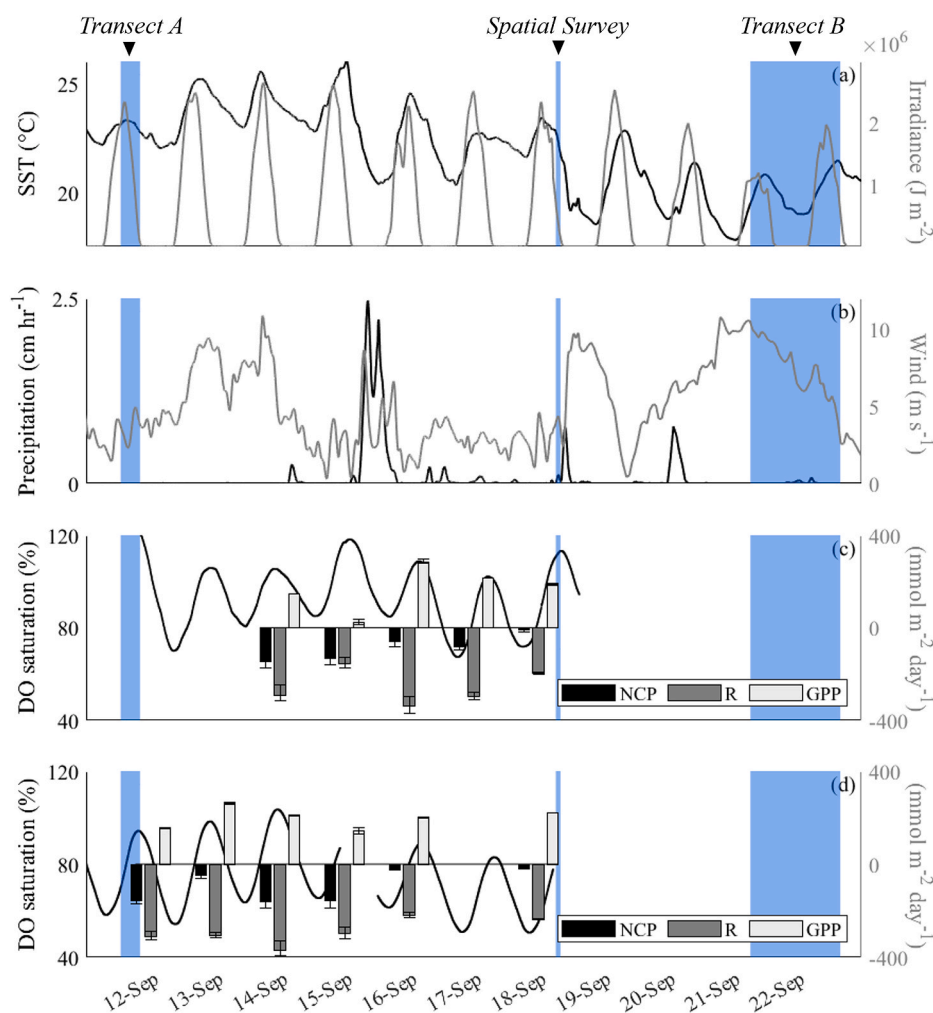 Transect A Spatial Survey Transect B
×10⁶
(a)
25
20
SST (°C)
2
1
Irradiance (J m⁻²)
(b)
2.5
0
Precipitation (cm hr⁻¹)
10
5
0
Wind (m s⁻¹)
(c)
120
80
40
DO saturation (%)
400
0
-400
(mmol m⁻² day⁻¹)
NCP R GPP
(d)
120
80
40
DO saturation (%)
400
0
-400
(mmol m⁻² day⁻¹)
NCP R GPP
12-Sep 13-Sep 14-Sep 15-Sep 16-Sep 17-Sep 18-Sep 19-Sep 20-Sep 21-Sep 22-Sep